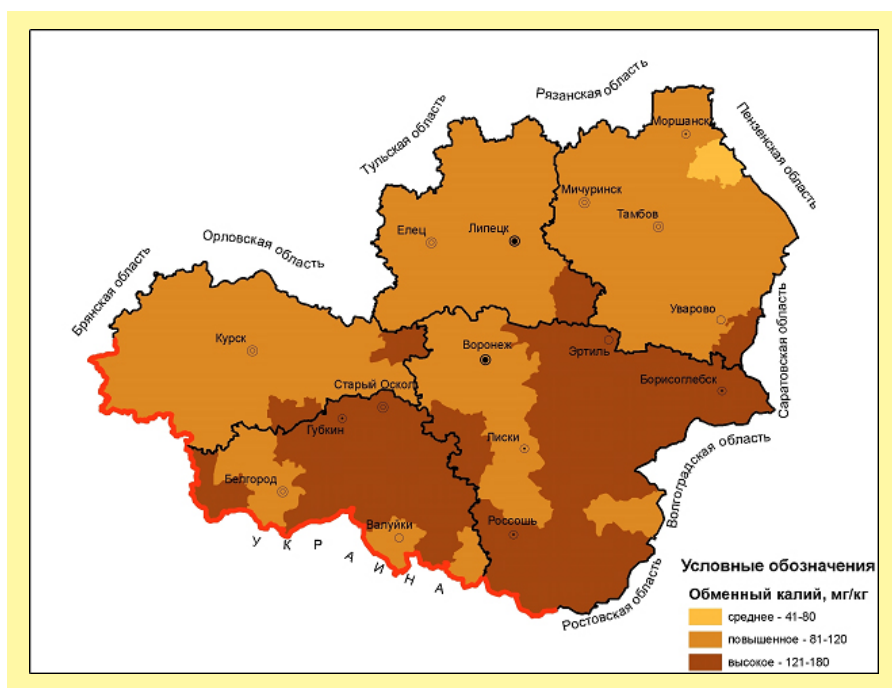 Рязанская область
Тульская область
Пензенская область
Моршанск
Мичуринск
Тамбов
Елец
Липецк
Орловская область
Брянская область
Саратовская область
Уварово
Курск
Воронеж
Эртиль
Старый Оскол
Борисоглебск
Губкин
Лиски
Волгоградская область
Белгород
Валуйки
Россошь
УКРАИНА
Ростовская область
Условные обозначения
Обменный калий, мг/кг
среднее - 41-80
повышенное - 81-120
высокое - 121-180